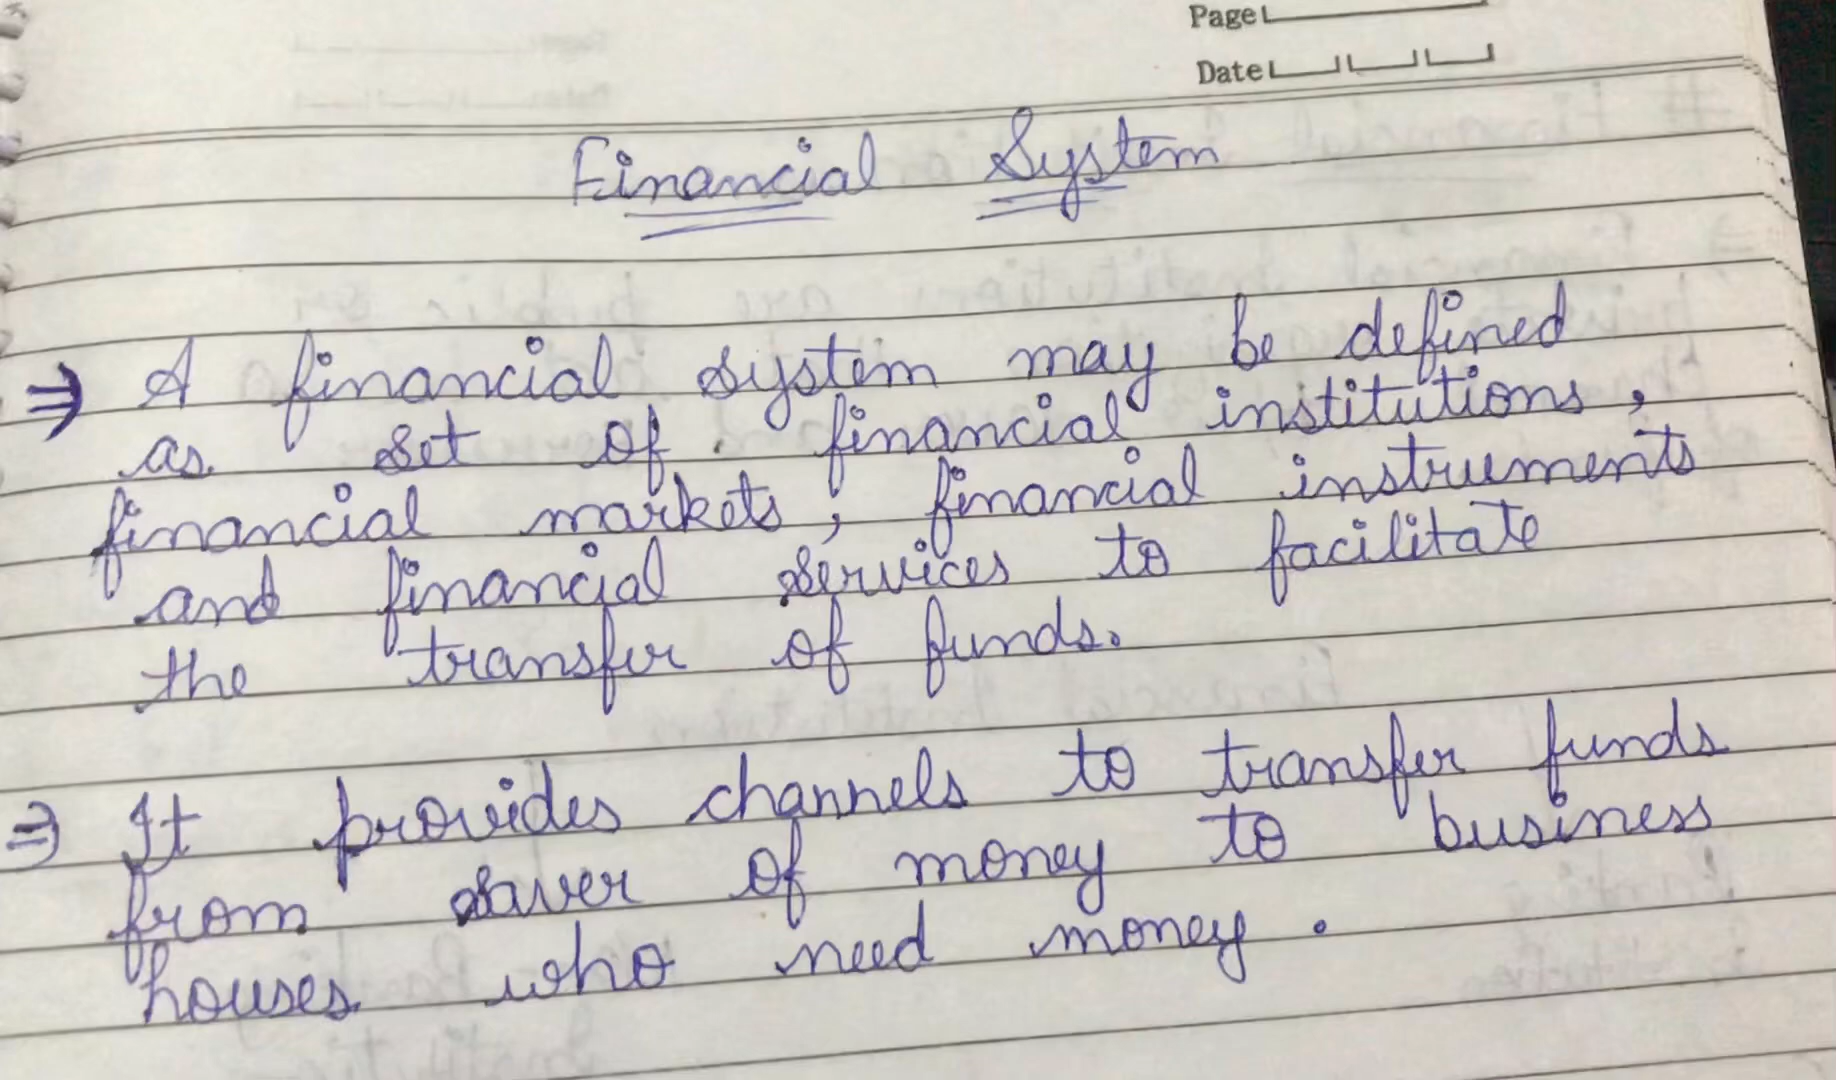 Page
Date
Financial System
⇒ A financial system may be defined
as set of financial institutions,
financial markets, financial instruments
and financial services to facilitate
the transfer of funds.
⇒ It provides channels to transfer funds
from saver of money to business
houses who need money.